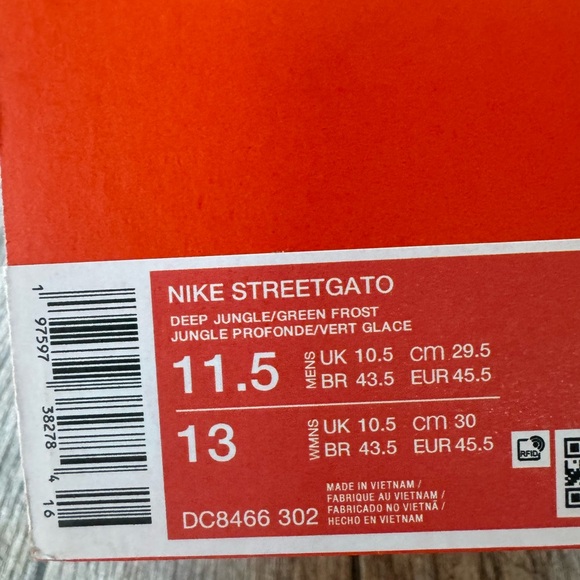 NIKE STREETGATO
DEEP JUNGLE/GREEN FROST
JUNGLE PROFONDE/VERT GLACE
11.5 MENS UK 10.5 cm 29.5
BR 43.5 EUR 45.5
13 WMNS UK 10.5 cm 30
BR 43.5 EUR 45.5
RFID
MADE IN VIETNAM /
FABRIQUE AU VIETNAM /
FABRICADO NO VIETNÃ /
HECHO EN VIETNAM
DC8466 302
1 97597 38278 4 16